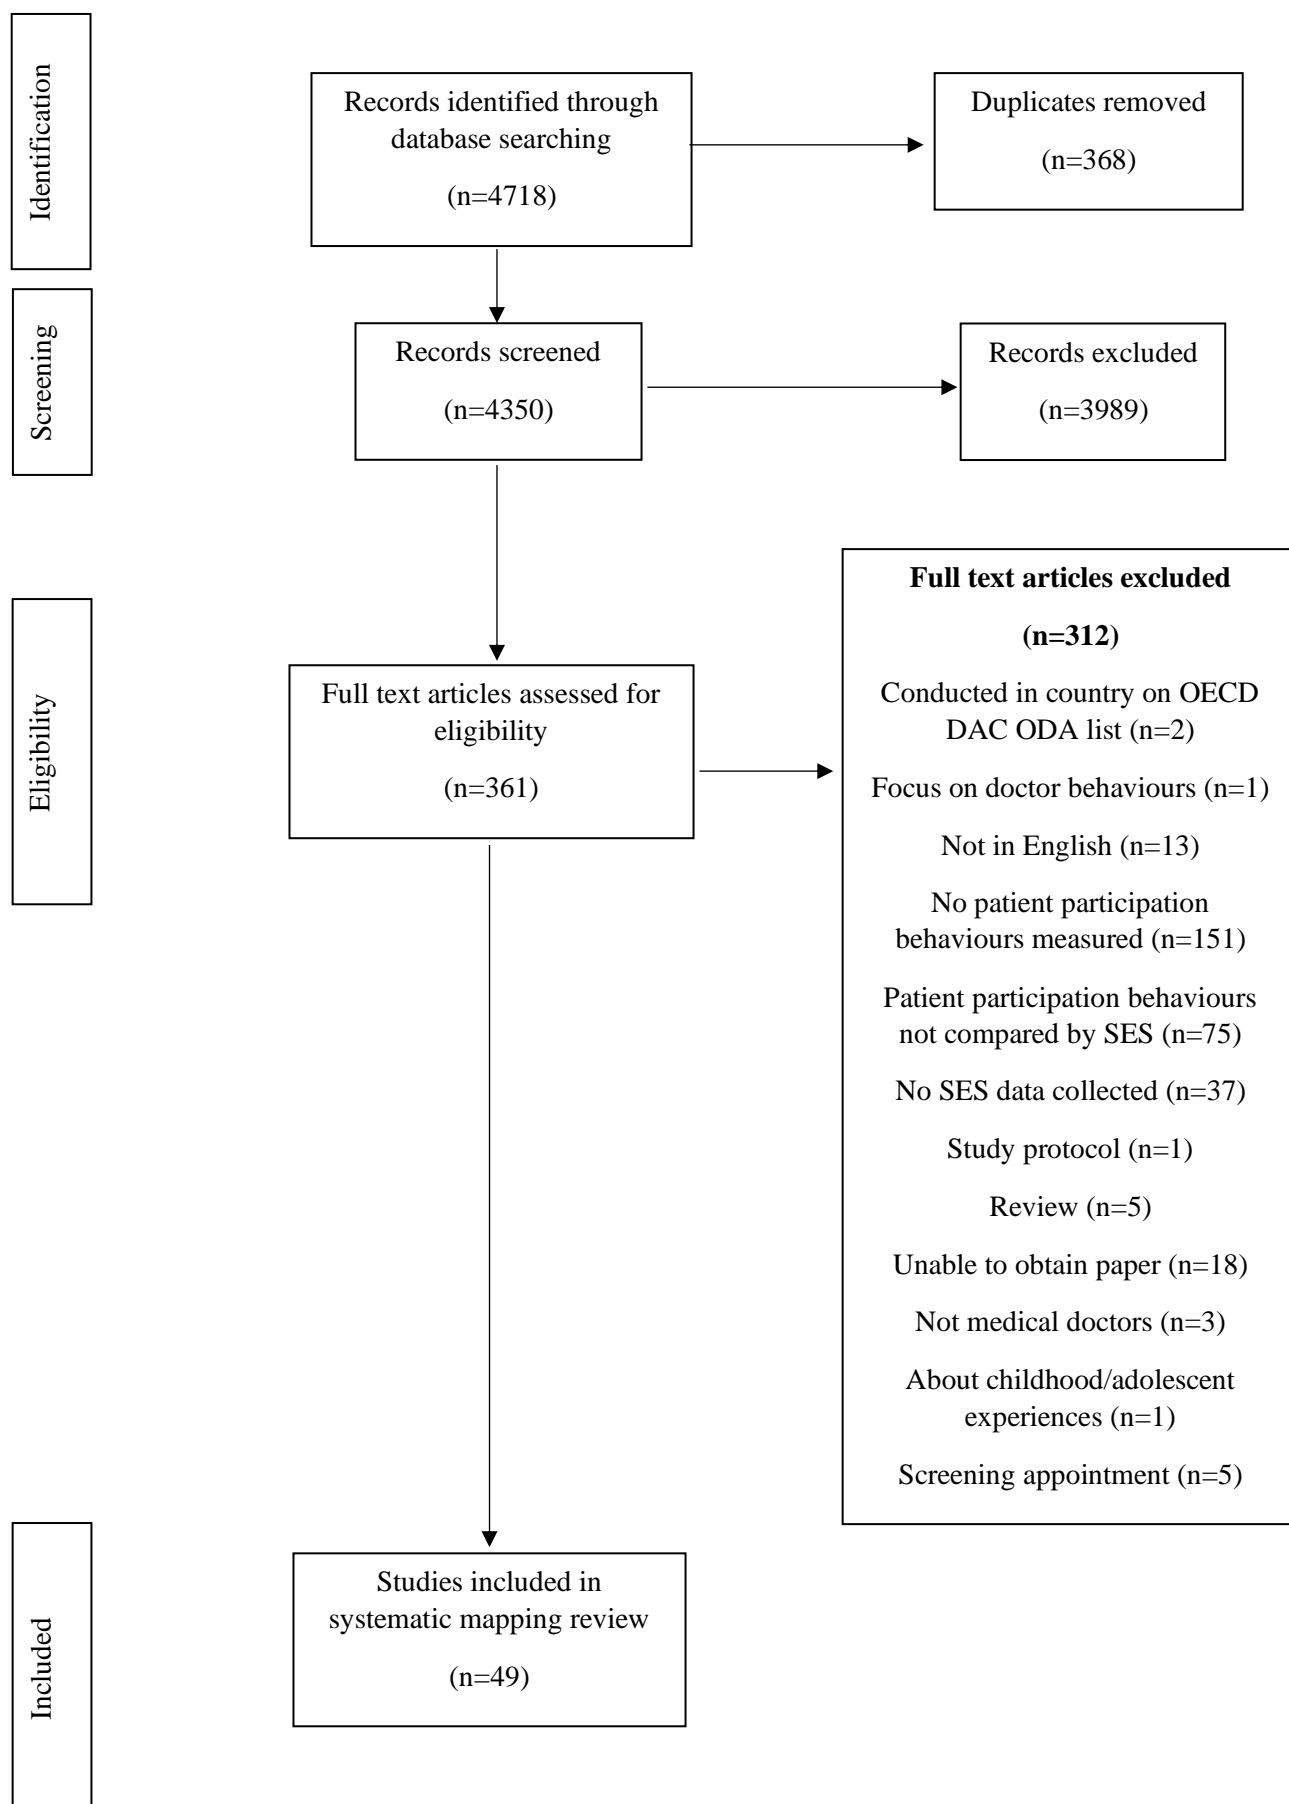 Identification
Records identified through
database searching
(n=4718)
Duplicates removed
(n=368)
Screening
Records screened
(n=4350)
Records excluded
(n=3989)
Eligibility
Full text articles assessed for
eligibility
(n=361)
Full text articles excluded
(n=312)
Conducted in country on OECD
DAC ODA list (n=2)
Focus on doctor behaviours (n=1)
Not in English (n=13)
No patient participation
behaviours measured (n=151)
Patient participation behaviours
not compared by SES (n=75)
No SES data collected (n=37)
Study protocol (n=1)
Review (n=5)
Unable to obtain paper (n=18)
Not medical doctors (n=3)
About childhood/adolescent
experiences (n=1)
Screening appointment (n=5)
Included
Studies included in
systematic mapping review
(n=49)